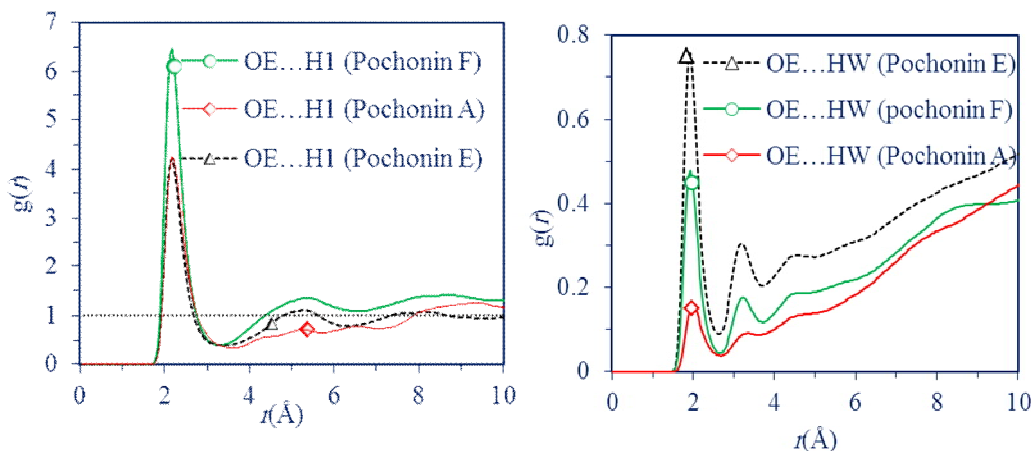 7
6
5
4
3
2
1
0
g(r)
OE...H1 (Pochonin F)
OE...H1 (Pochonin A)
OE...H1 (Pochonin E)
0 2 4 6 8 10
r(Å)
0.8
0.6
0.4
0.2
0
g(r)
OE...HW (Pochonin E)
OE...HW (pochonin F)
OE...HW (Pochonin A)
0 2 4 6 8 10
r(Å)